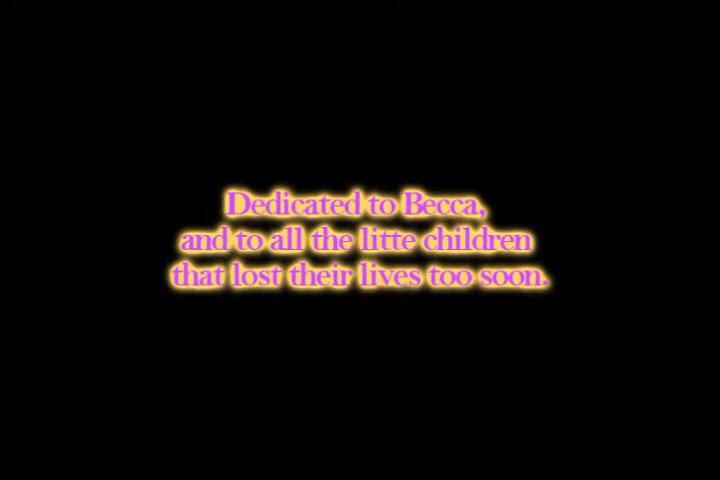 Dedicated to Becca,
and to all the litte children
that lost their lives too soon.